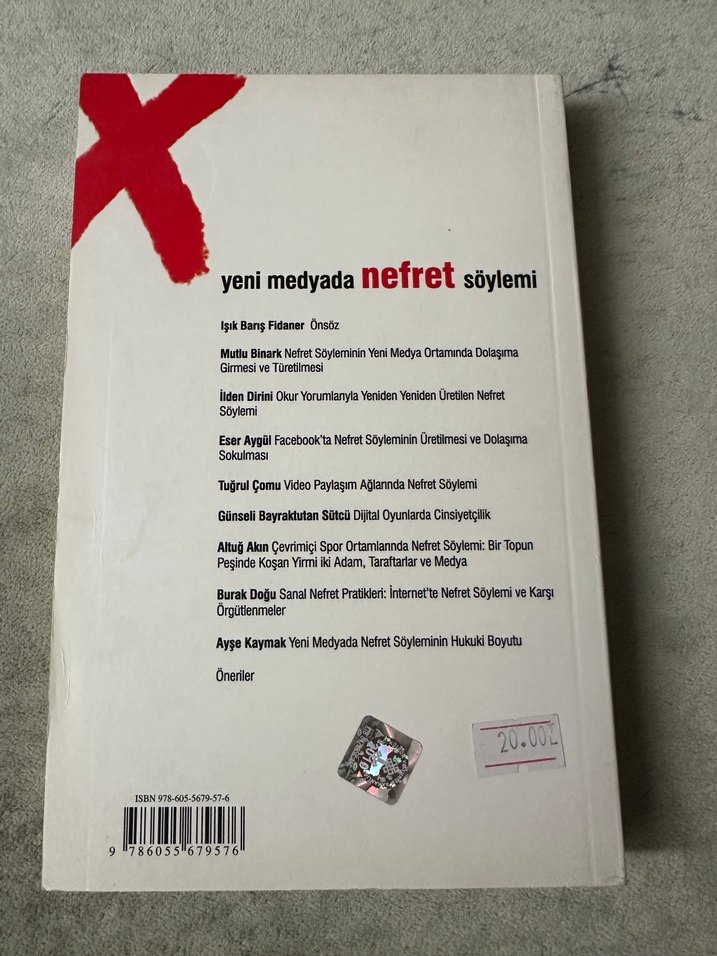 yeni medyada nefret söylemi
Işık Barış Fidaner Önsöz
Mutlu Binark Nefret Söyleminin Yeni Medya Ortamında Dolaşıma
Girmesi ve Türetilmesi
İlden Dirini Okur Yorumlarıyla Yeniden Yeniden Üretilen Nefret
Söylemi
Eser Aygül Facebook'ta Nefret Söyleminin Üretilmesi ve Dolaşıma
Sokulması
Tuğrul Çomu Video Paylaşım Ağlarında Nefret Söylemi
Günseli Bayraktutan Sütcü Dijital Oyunlarda Cinsiyetçilik
Altuğ Akın Çevrimiçi Spor Ortamlarında Nefret Söylemi: Bir Topun
Peşinde Koşan Yirmi iki Adam, Taraftarlar ve Medya
Burak Doğu Sanal Nefret Pratikleri: İnternet'te Nefret Söylemi ve Karşı
Örgütlenmeler
Ayşe Kaymak Yeni Medyada Nefret Söyleminin Hukuki Boyutu
Öneriler
20.00₺
ISBN 978-605-5679-57-6
9 786055 679576